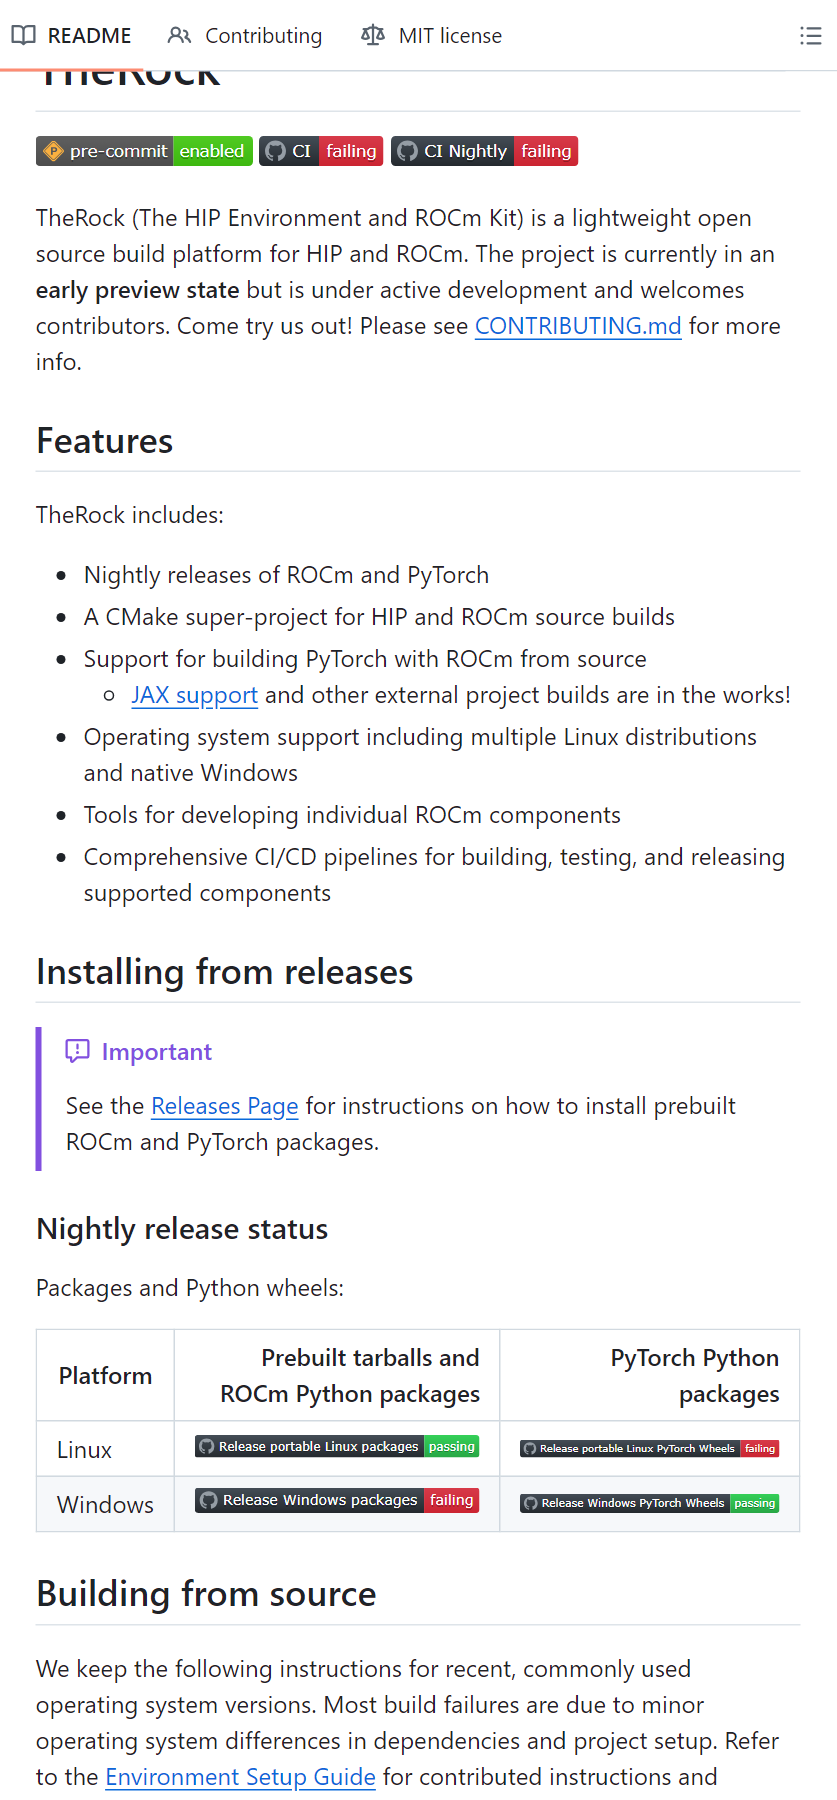 README
Contributing
MIT license
TheRock
pre-commit enabled
CI failing
CI Nightly failing
TheRock (The HIP Environment and ROCm Kit) is a lightweight open
source build platform for HIP and ROCm. The project is currently in an
early preview state but is under active development and welcomes
contributors. Come try us out! Please see CONTRIBUTING.md for more
info.
Features
TheRock includes:
• Nightly releases of ROCm and PyTorch
• A CMake super-project for HIP and ROCm source builds
• Support for building PyTorch with ROCm from source
◦ JAX support and other external project builds are in the works!
• Operating system support including multiple Linux distributions
and native Windows
• Tools for developing individual ROCm components
• Comprehensive CI/CD pipelines for building, testing, and releasing
supported components
Installing from releases
Important
See the Releases Page for instructions on how to install prebuilt
ROCm and PyTorch packages.
Nightly release status
Packages and Python wheels:
Platform
Prebuilt tarballs and
ROCm Python packages
PyTorch Python
packages
Linux
Release portable Linux packages passing
Release portable Linux PyTorch Wheels failing
Windows
Release Windows packages failing
Release Windows PyTorch Wheels passing
Building from source
We keep the following instructions for recent, commonly used
operating system versions. Most build failures are due to minor
operating system differences in dependencies and project setup. Refer
to the Environment Setup Guide for contributed instructions and